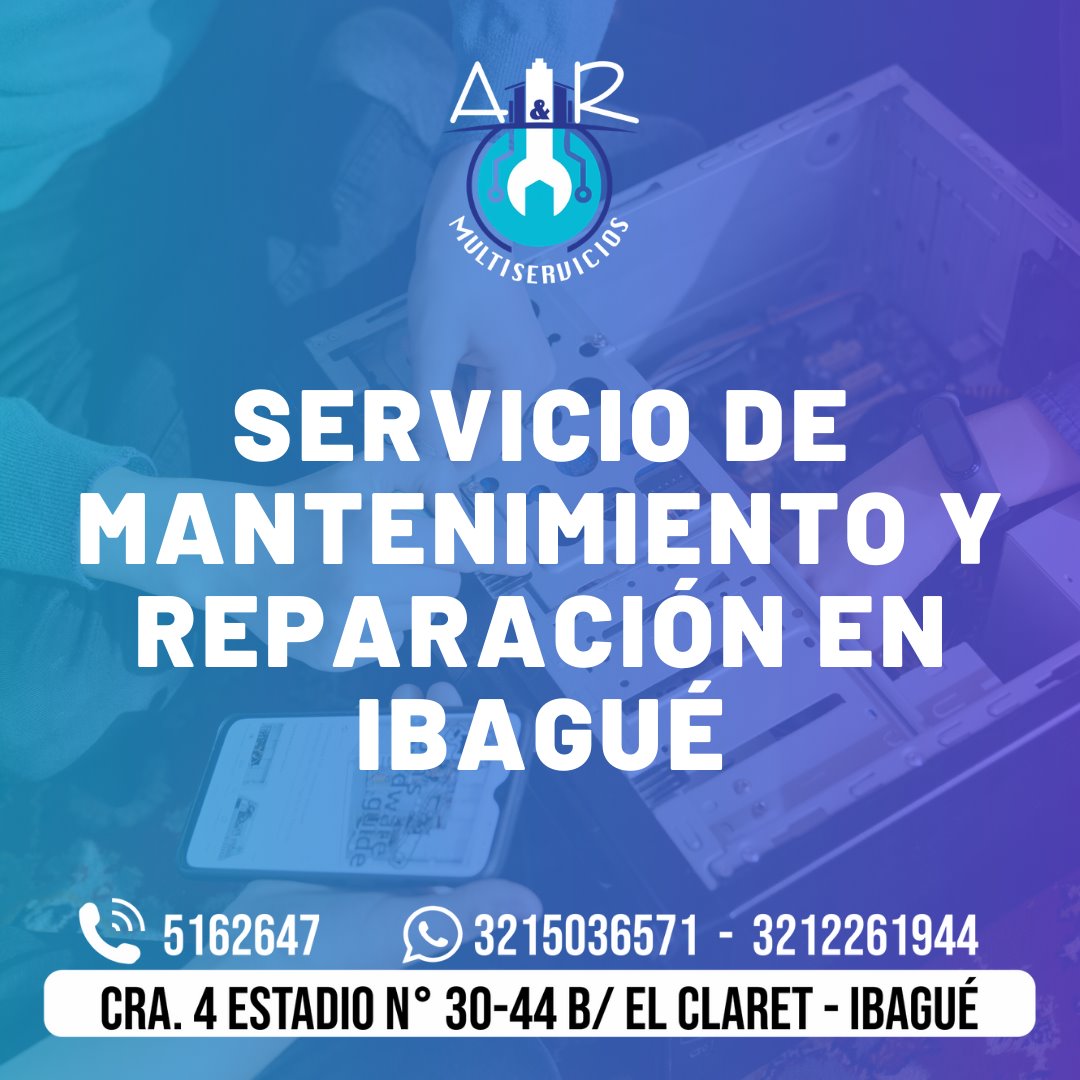 A&R
MULTISERVICIOS
SERVICIO DE
MANTENIMIENTO Y
REPARACIÓN EN
IBAGUÉ
5162647 3215036571 - 3212261944
CRA. 4 ESTADIO N° 30-44 B/ EL CLARET - IBAGUÉ